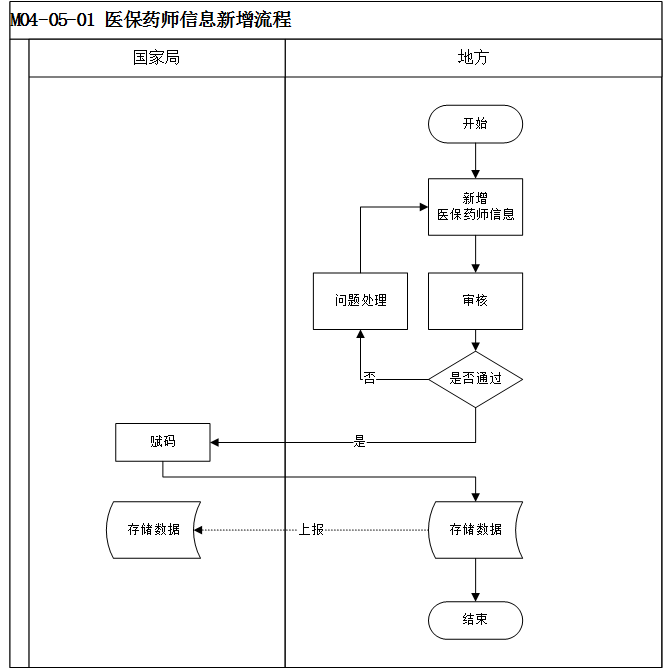 M04-05-01 医保药师信息新增流程
国家局
地方
开始
新增
医保药师信息
问题处理
审核
是否通过
否
赋码
是
存储数据
上报
存储数据
结束